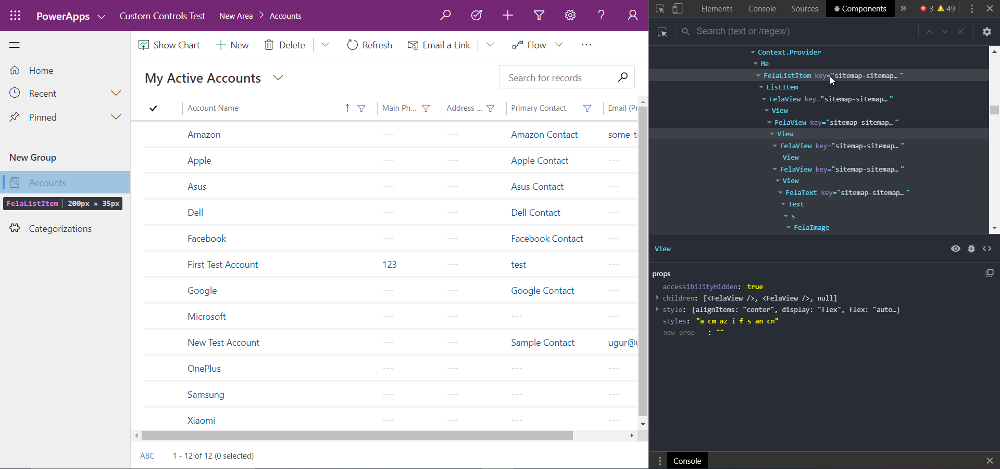 PowerApps Custom Controls Test New Area > Accounts
Home
Recent
Pinned
New Group
Accounts
FelaListItem 200px × 35px
Categorizations
Show Chart New Delete Refresh Email a Link Flow ...
My Active Accounts
Search for records
Account Name Main Ph... Address ... Primary Contact Email (Pr
Amazon --- --- Amazon Contact some-t
Apple --- --- Apple Contact ---
Asus --- --- Asus Contact ---
Dell --- --- Dell Contact ---
Facebook --- --- Facebook Contact ---
First Test Account 123 --- test ---
Google --- --- Google Contact ---
Microsoft --- --- --- ---
New Test Account --- --- Sample Contact ugur@
OnePlus --- --- --- ---
Samsung --- --- --- ---
Xiaomi --- --- --- ---
ABC 1 - 12 of 12 (0 selected)
Elements Console Sources Components » 3 49
Search (text or /regex/)
Context.Provider
Me
FelaListItem key="sitemap-sitemap… "
ListItem
FelaView key="sitemap-sitemap… "
View
FelaView key="sitemap-sitemap… "
View
FelaView key="sitemap-sitemap… "
View
FelaView key="sitemap-sitemap… "
View
FelaText key="sitemap-sitemap… "
Text
s
FelaImage
View
props
accessibilityHidden: true
children: [<FelaView />, <FelaView />, null]
style: {alignItems: "center", display: "flex", flex: "auto…}
styles: "a cm az i f s an cn"
new prop : ""
Console